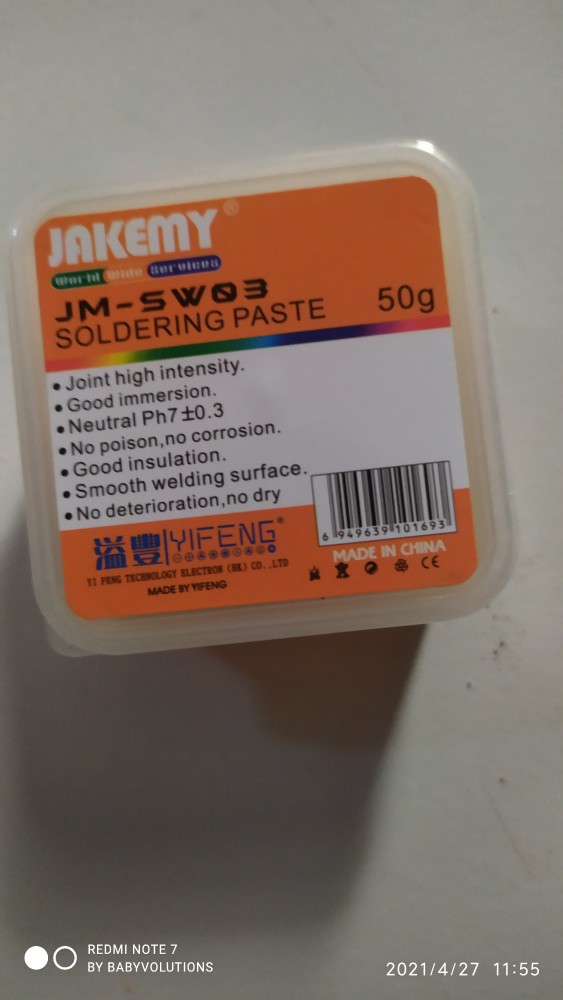 JAKEMY®
World Wide Services
JM-SW03
SOLDERING PASTE 50g
• Joint high intensity.
• Good immersion.
• Neutral Ph7±0.3
• No poison,no corrosion.
• Good insulation.
• Smooth welding surface.
• No deterioration,no dry
6 949639 101693
溢豐 YIFENG®
MADE IN CHINA
YI FENG TECHNOLOGY ELECTRON (HK) CO.,LTD
CE
MADE BY YIFENG
REDMI NOTE 7
BY BABYVOLUTIONS
2021/4/27 11:55